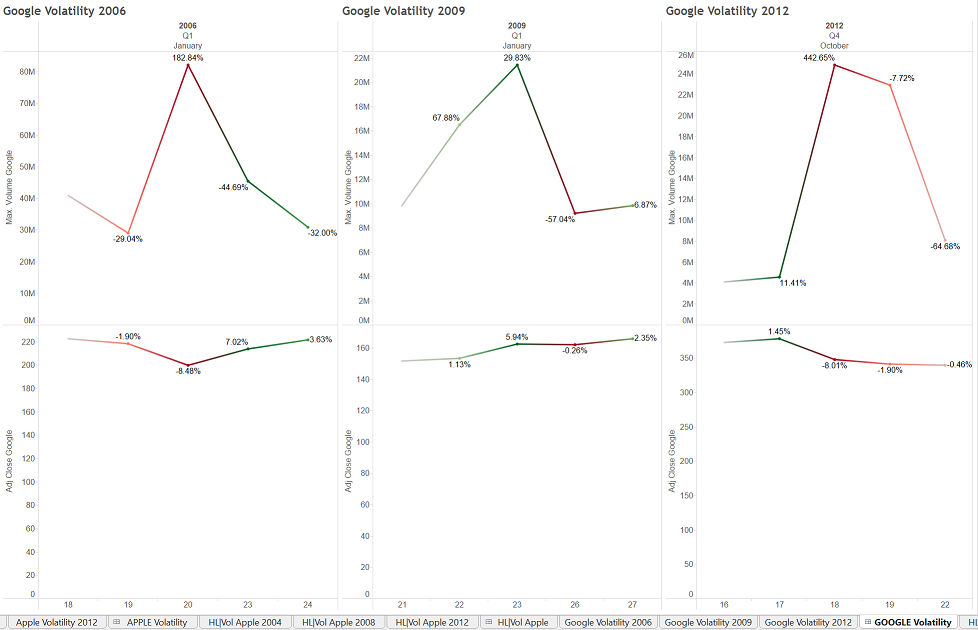 Google Volatility 2006
2006
Q1
January
Max. Volume Google
80M
70M
60M
50M
40M
30M
20M
10M
0M
182.84%
-44.69%
-29.04%
-32.00%
Adj Close Google
220
200
180
160
140
120
100
80
60
40
20
0
-1.90%
-8.48%
7.02%
3.63%
18 19 20 23 24
Google Volatility 2009
2009
Q1
January
Max. Volume Google
22M
20M
18M
16M
14M
12M
10M
8M
6M
4M
2M
0M
29.83%
67.88%
-57.04%
6.87%
Adj Close Google
160
140
120
100
80
60
40
20
0
1.13%
5.94%
-0.26%
2.35%
21 22 23 26 27
Google Volatility 2012
2012
Q4
October
Max. Volume Google
26M
24M
22M
20M
18M
16M
14M
12M
10M
8M
6M
4M
2M
0M
442.65%
-7.72%
11.41%
-64.68%
Adj Close Google
350
300
250
200
150
100
50
0
1.45%
-8.01%
-1.90%
-0.46%
16 17 18 19 22
Apple Volatility 2012 APPLE Volatility HL|Vol Apple 2004 HL|Vol Apple 2008 HL|Vol Apple 2012 HL|Vol Apple Google Volatility 2006 Google Volatility 2009 Google Volatility 2012 GOOGLE Volatility